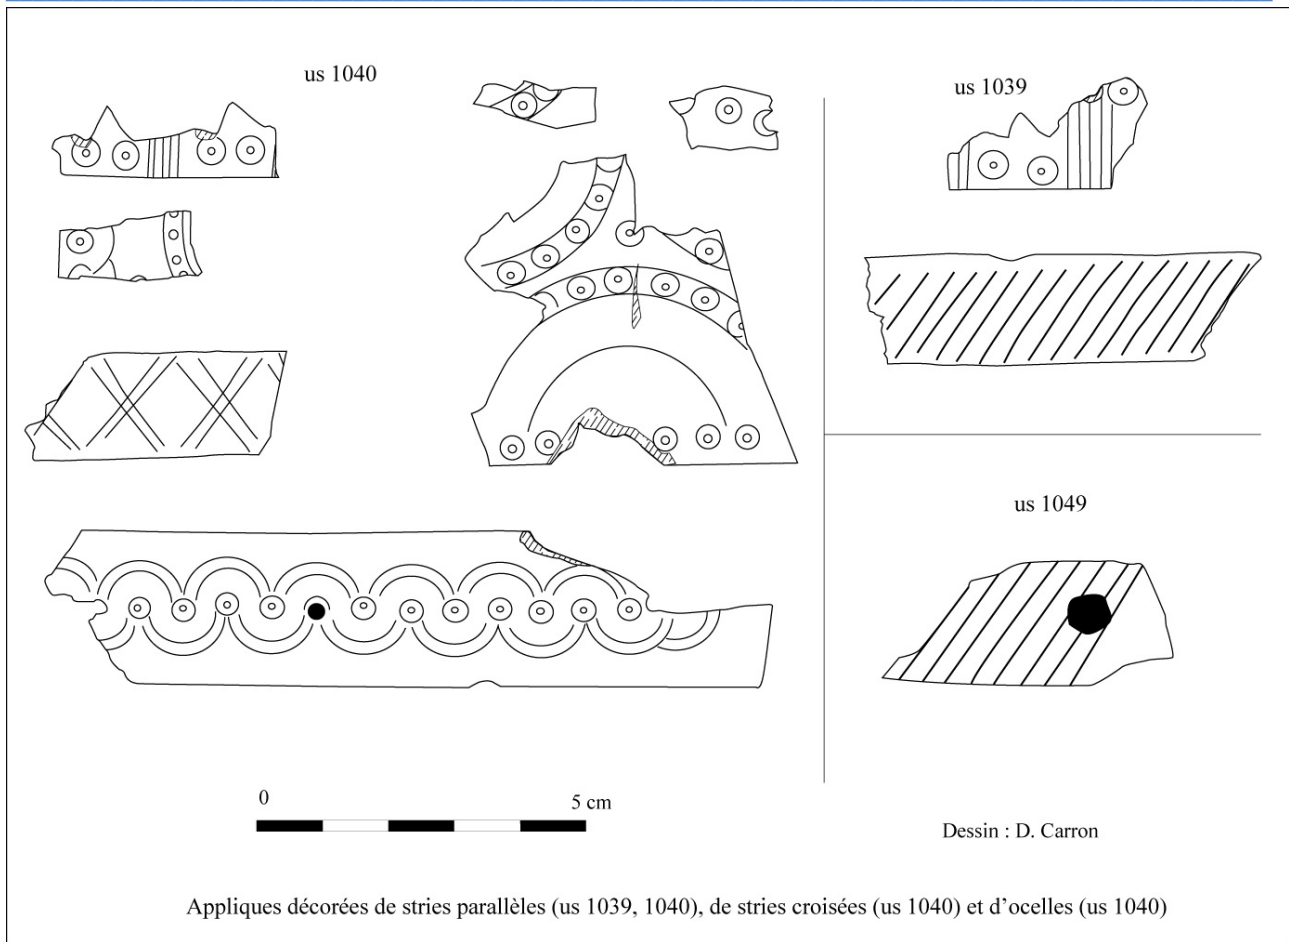 us 1040
us 1039
us 1049
0
5 cm
Dessin : D. Carron
Appliques décorées de stries parallèles (us 1039, 1040), de stries croisées (us 1040) et d’ocelles (us 1040)